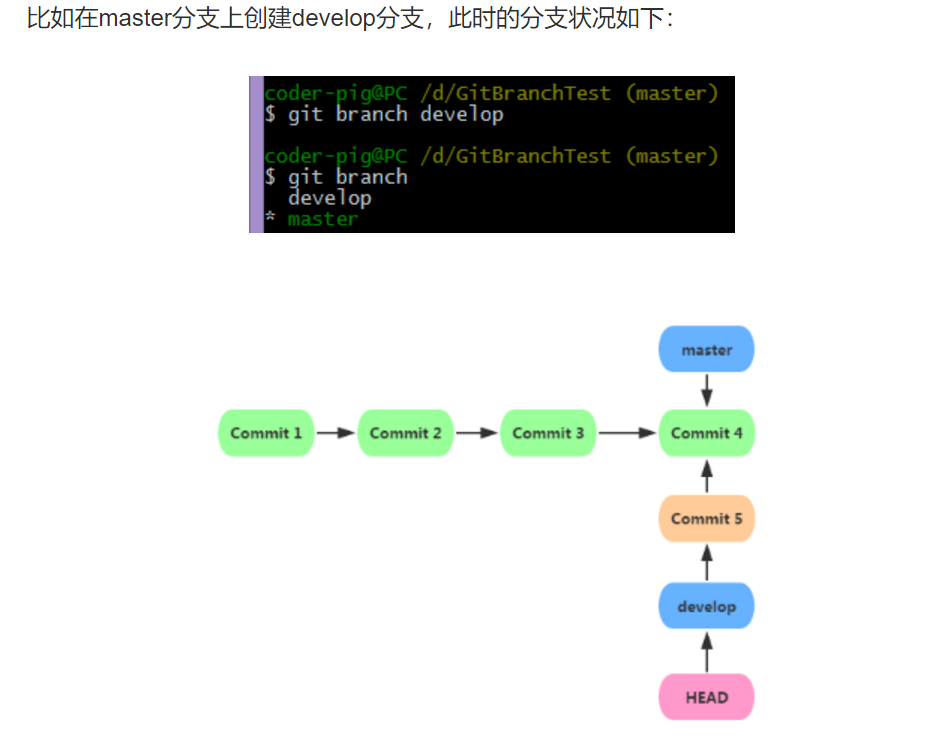 比如在master分支上创建develop分支，此时的分支状况如下：
coder-pig@PC /d/GitBranchTest (master)
$ git branch develop
coder-pig@PC /d/GitBranchTest (master)
$ git branch
develop
* master
master
Commit 1
Commit 2
Commit 3
Commit 4
Commit 5
develop
HEAD